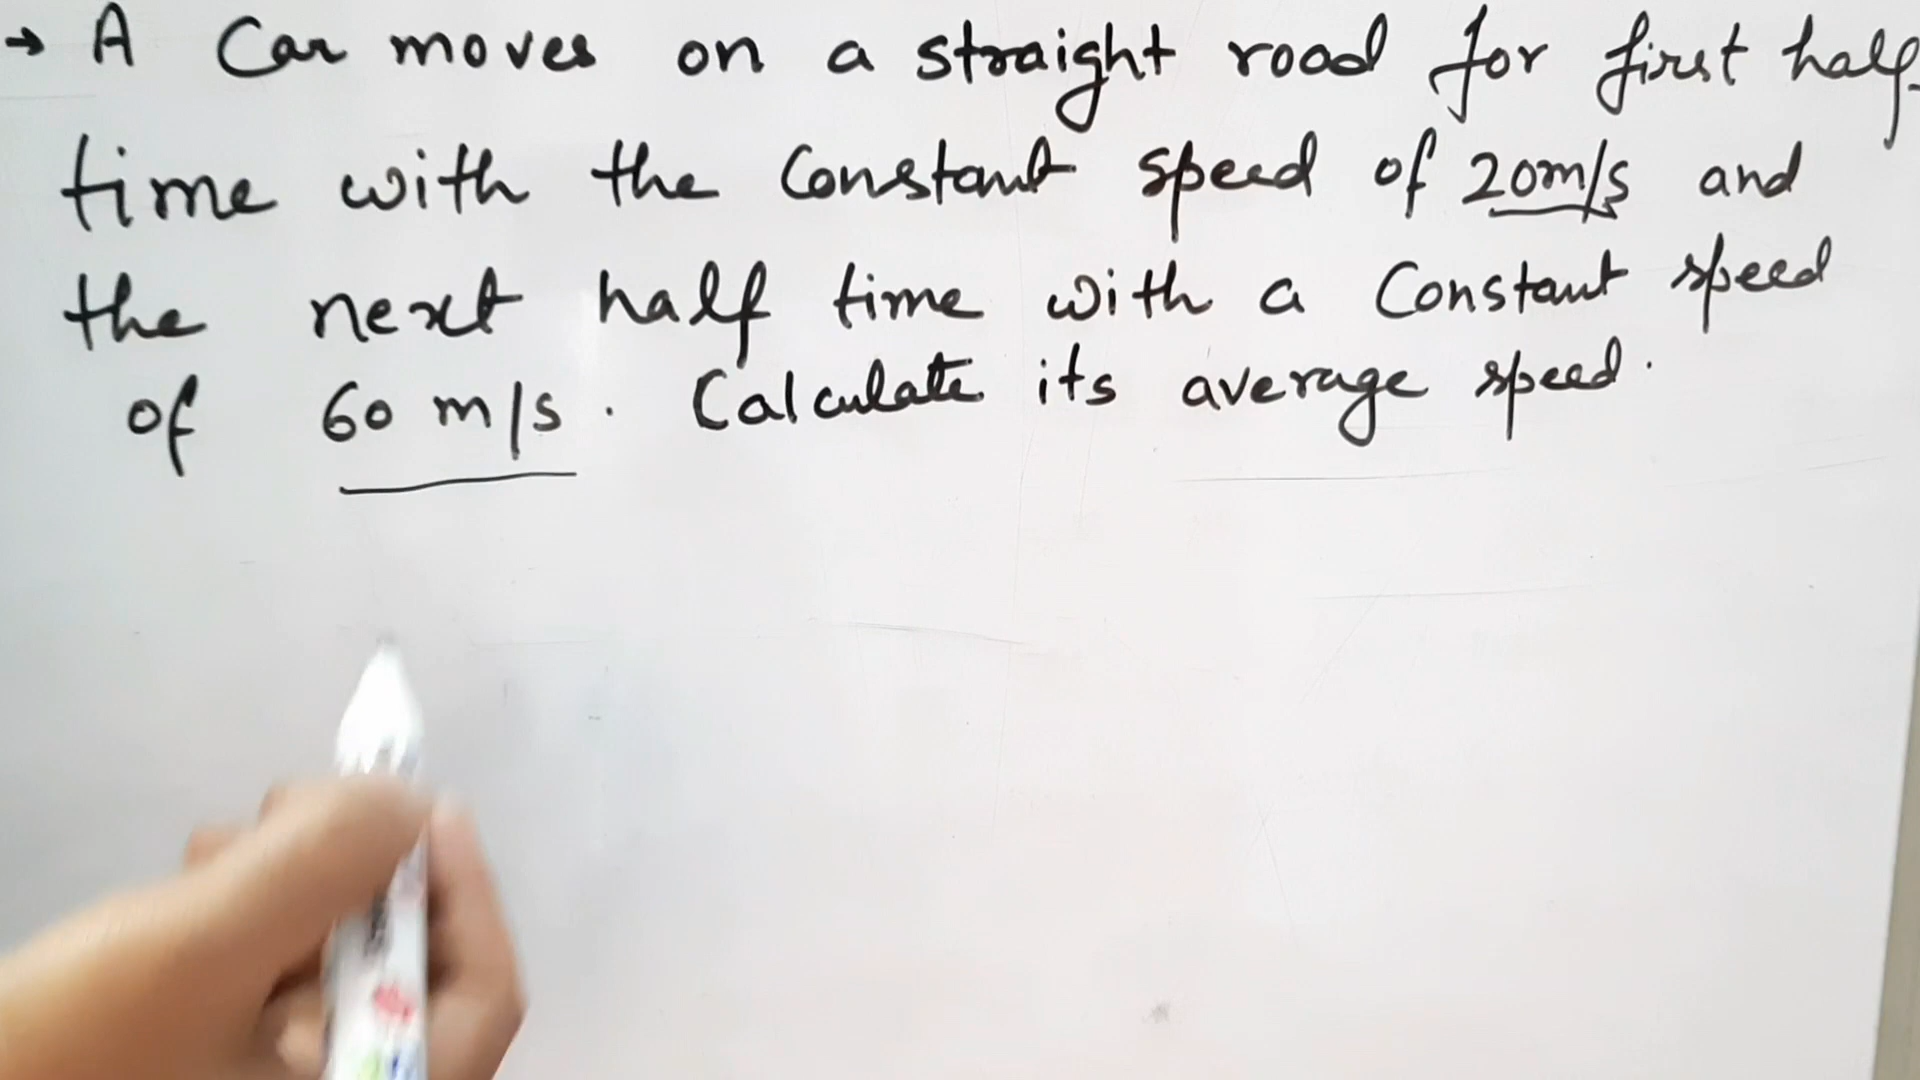 → A Car moves on a straight road for first half
time with the Constant speed of 20m/s and
the next half time with a Constant speed
of 60 m/s. Calculate its average speed.